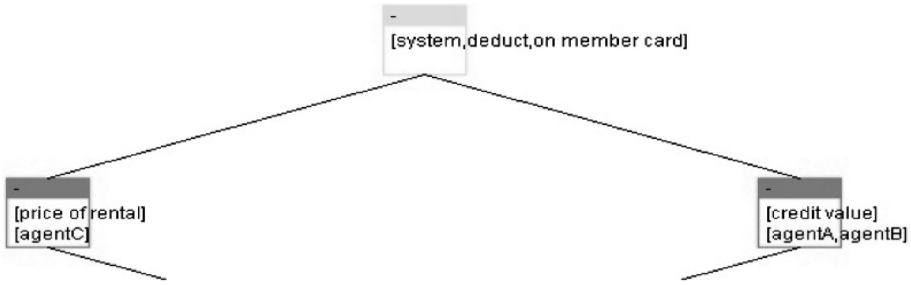 -
[system,deduct,on member card]
-
[price of rental]
[agentC]
-
[credit value]
[agentA,agentB]